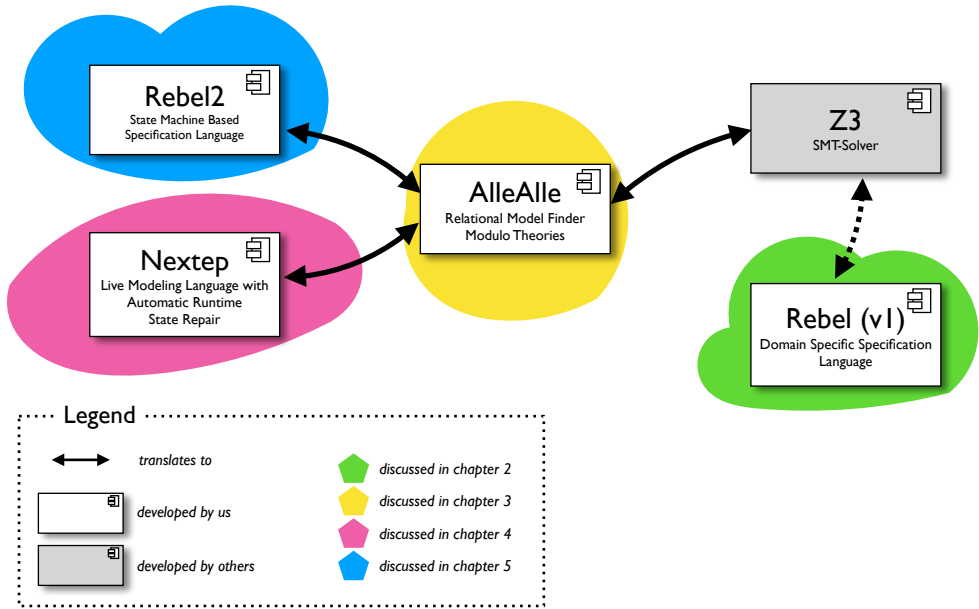 Rebel2
State Machine Based
Specification Language
Nextep
Live Modeling Language with
Automatic Runtime
State Repair
AlleAlle
Relational Model Finder
Modulo Theories
Z3
SMT-Solver
Rebel (v1)
Domain Specific Specification
Language
Legend
translates to
developed by us
developed by others
discussed in chapter 2
discussed in chapter 3
discussed in chapter 4
discussed in chapter 5